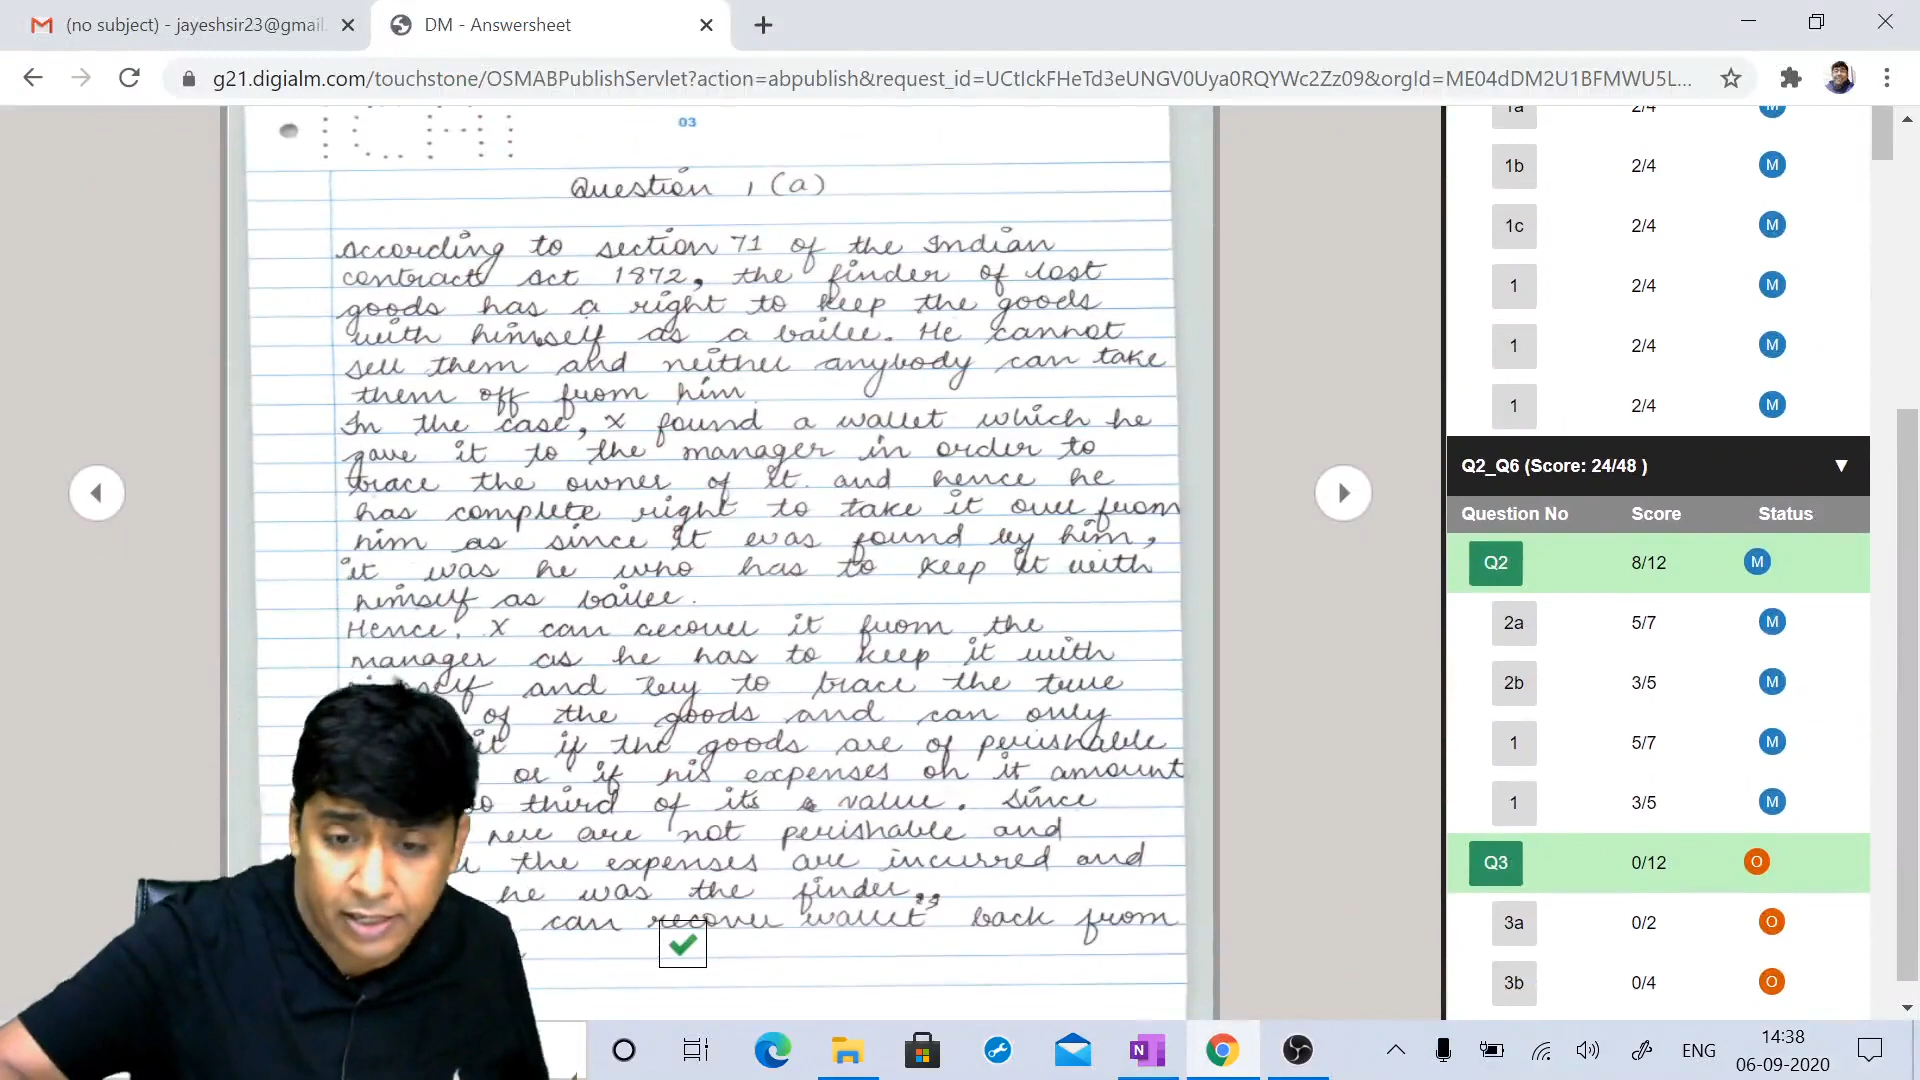 (no subject) - jayeshsir23@gmail.
DM - Answersheet
g21.digialm.com/touchstone/OSMABPublishServlet?action=abpublish&request_id=UCtIckFHeTd3eUNGV0Uya0RQYWc2Zz09&orgId=ME04dDM2U1BFMWU5L...
03
Question 1 (a)
According to section 71 of the Indian
contract Act 1872, the finder of lost
goods has a right to keep the goods
with himself as a bailee. He cannot
sell them and neither anybody can take
them off from him.
In the case, X found a wallet which he
gave it to the manager in order to
trace the owner of it. and hence he
has complete right to take it over from
him as since it was found by him,
it was he who has to keep it with
himself as bailee.
Hence, X can recover it from the
manager as he has to keep it with
and try to trace the true
of the goods and can only
it if the goods are of perishable
or if his expenses on it amount
third of its value. Since
here are not perishable and
the expenses are incurred and
he was the finder,,
can recover wallet back from
1a 2/4 M
1b 2/4 M
1c 2/4 M
1 2/4 M
1 2/4 M
1 2/4 M
Q2_Q6 (Score: 24/48 ) ▼
Question No Score Status
Q2 8/12 M
2a 5/7 M
2b 3/5 M
1 5/7 M
1 3/5 M
Q3 0/12 O
3a 0/2 O
3b 0/4 O
ENG
14:38
06-09-2020